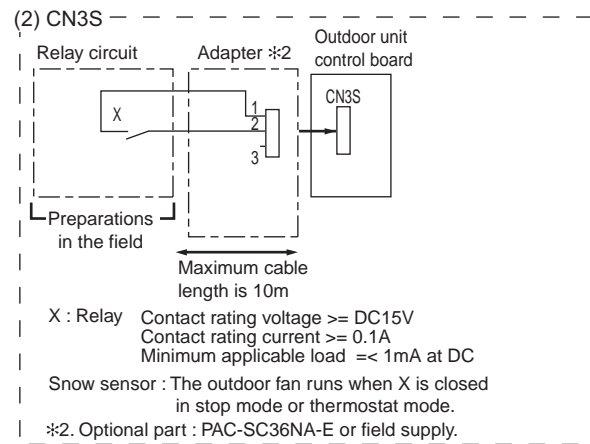 (2) CN3S
Relay circuit
Adapter ✻2
Outdoor unit
control board
X
1
2
3
CN3S
Preparations
in the field
Maximum cable
length is 10m
X : Relay
Contact rating voltage >= DC15V
Contact rating current >= 0.1A
Minimum applicable load =< 1mA at DC
Snow sensor : The outdoor fan runs when X is closed
in stop mode or thermostat mode.
✻2. Optional part : PAC-SC36NA-E or field supply.